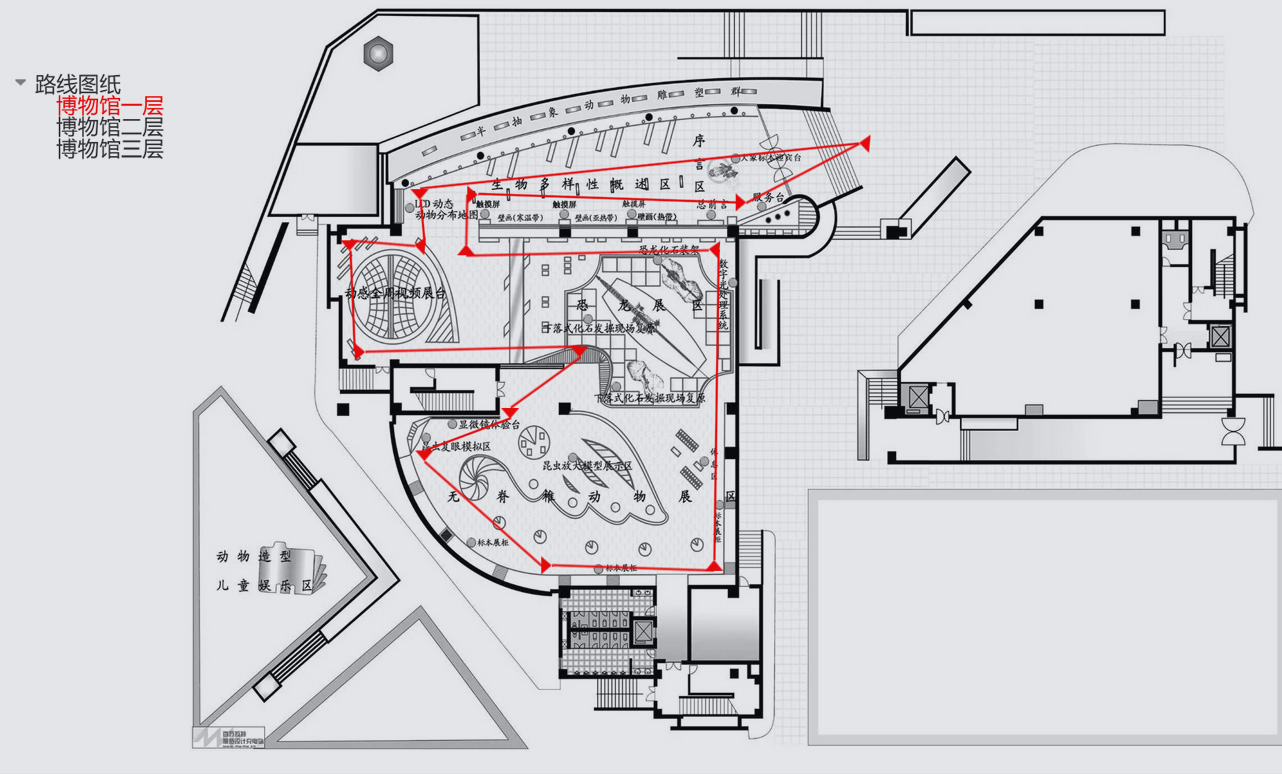 路线图纸
博物馆一层
博物馆二层
博物馆三层
半抽象动物雕塑群
序言区
大象标本迎宾台
生物多样性概述区
服务台
LCD动态
动物分布地图
触摸屏
触摸屏
触摸屏
总前言
壁画(寒温带)
壁画(亚热带)
壁画(热带)
恐龙化石装架
数字光处理系统
动感全周视频展台
恐龙展区
下落式化石发掘现场复原
下落式化石发掘现场复原
显微镜体验台
昆虫复眼模拟区
昆虫放大模型展示区
休息区
无脊椎动物展区
标本展柜
标本展柜
标本展柜
动物造型
儿童娱乐区